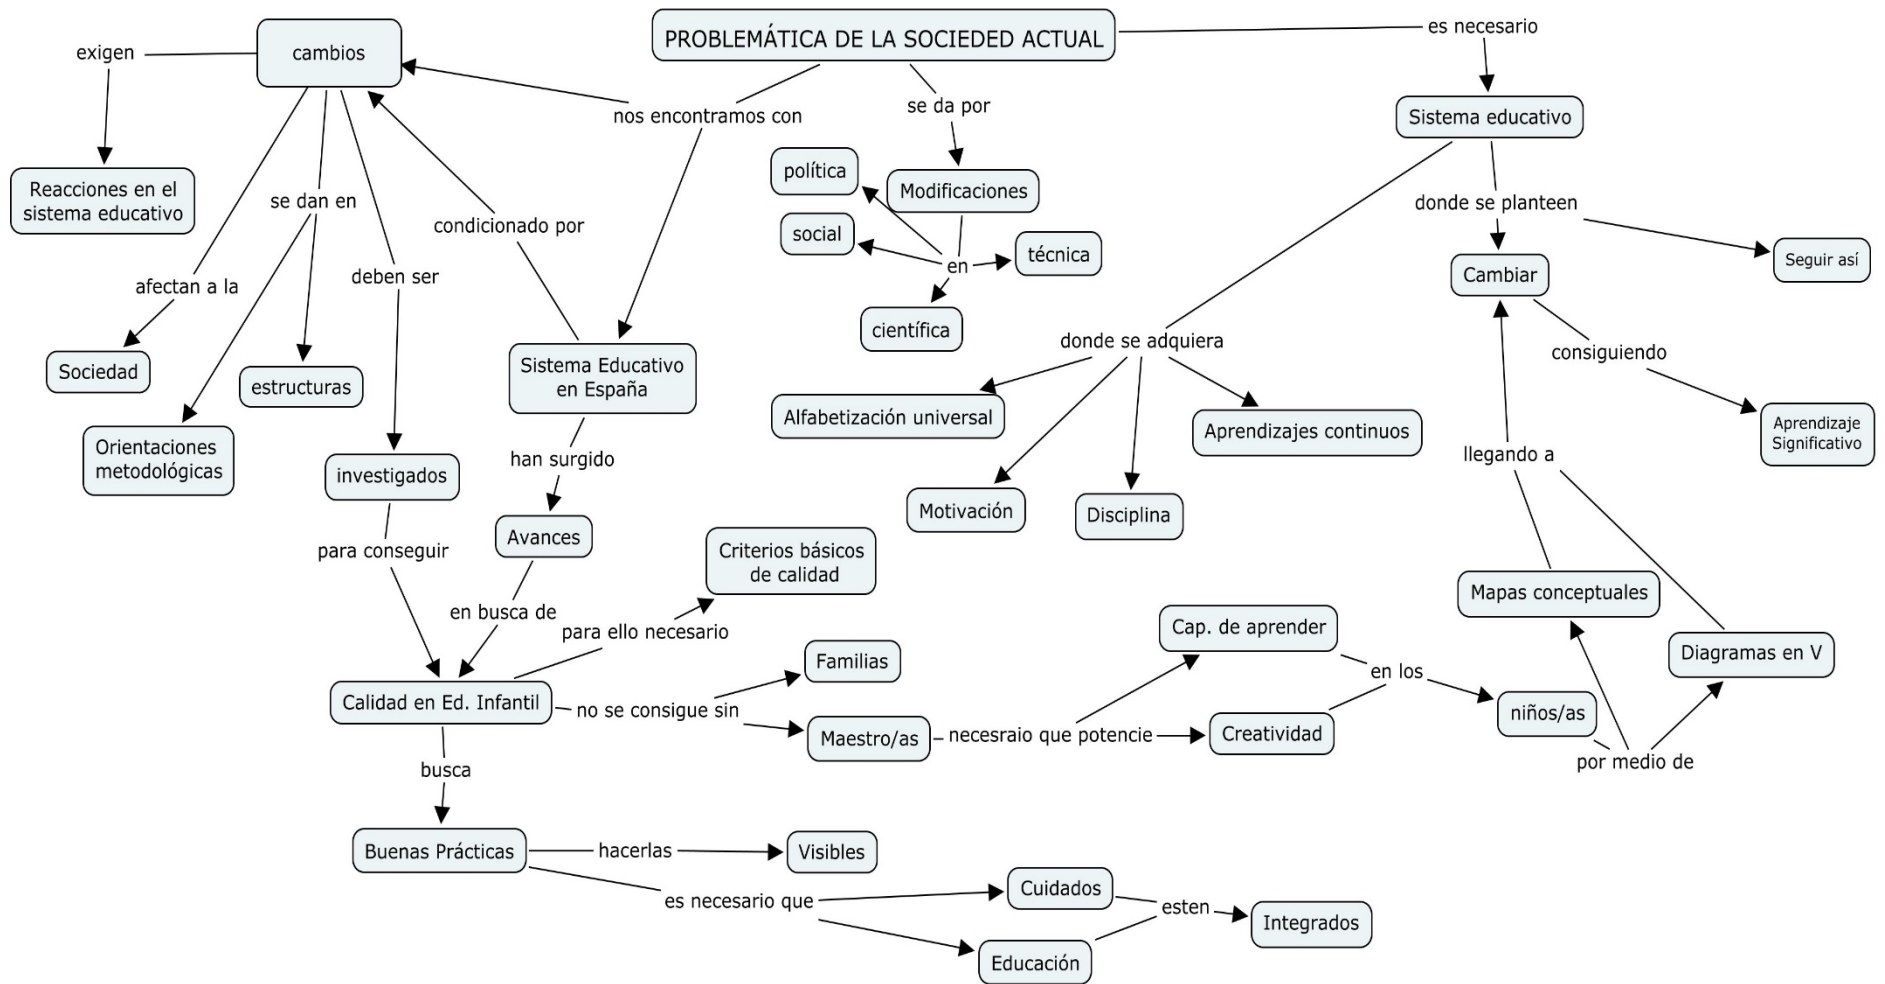 PROBLEMÁTICA DE LA SOCIEDED ACTUAL
es necesario
exigen
cambios
nos encontramos con
se da por
Sistema educativo
Reacciones en el
sistema educativo
se dan en
condicionado por
política
Modificaciones
donde se planteen
social
en
técnica
científica
Cambiar
Seguir así
afectan a la
deben ser
Sociedad
estructuras
Sistema Educativo
en España
donde se adquiera
consiguiendo
Orientaciones
metodológicas
investigados
han surgido
Alfabetización universal
Aprendizajes continuos
Aprendizaje
Significativo
llegando a
Motivación
Disciplina
para conseguir
Avances
Criterios básicos
de calidad
en busca de
para ello necesario
Mapas conceptuales
Cap. de aprender
Diagramas en V
Familias
en los
Calidad en Ed. Infantil
no se consigue sin
Maestro/as
necesraio que potencie
Creatividad
niños/as
por medio de
busca
Buenas Prácticas
hacerlas
Visibles
es necesario que
Cuidados
esten
Integrados
Educación